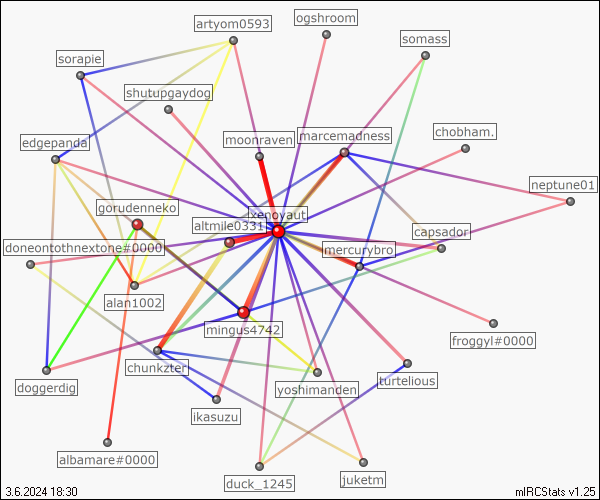 ogshroom
artyom0593
somass
sorapie
shutupgaydog
chobham.
marcemadness
moonraven
edgepanda
neptune01
gorudenneko
xenoyaut
altmile0331
capsador
doneontothnextone#0000
mercurybro
alan1002
mingus4742
froggyl#0000
chunkzter
turtelious
doggerdig
yoshimanden
ikasuzu
albamare#0000
juketm
duck_1245
3.6.2024 18:30
mIRCStats v1.25